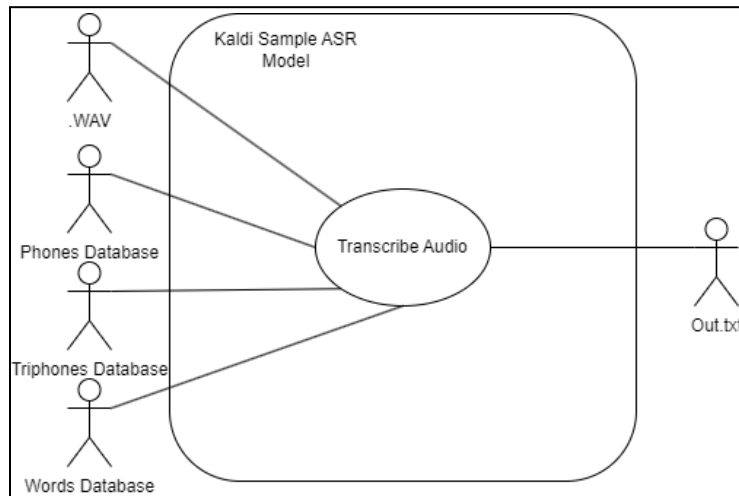 Kaldi Sample ASR
Model
.WAV
Phones Database
Transcribe Audio
Triphones Database
Out.txt
Words Database